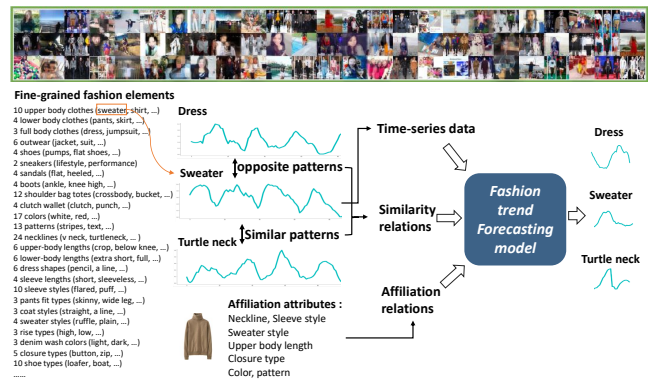 Fine-grained fashion elements
10 upper body clothes (sweater, shirt, ...)
4 lower body clothes (pants, skirt, ...)
3 full body clothes (dress, jumpsuit, ...)
6 outwear (jacket, suit, ...)
4 shoes (pumps, flat shoes, ...)
2 sneakers (lifestyle, performance)
4 sandals (flat, heeled, ...)
4 boots (ankle, knee high, ...)
12 shoulder bag totes (crossbody, bucket, ...)
4 clutch wallet (clutch, punch, ...)
17 colors (white, red, ...)
13 patterns (stripes, text, ...)
24 necklines (v neck, turtleneck, ...)
6 upper-body lengths (crop, below knee, ...)
6 lower-body lengths (extra short, full, ...)
6 dress shapes (pencil, a line, ...)
4 sleeve lengths (short, sleeveless, ...)
10 sleeve styles (flared, puff, ...)
3 pants fit types (skinny, wide leg, ...)
3 coat styles (straight, a line, ...)
4 sweater styles (ruffle, plain, ...)
3 rise types (high, low, ...)
3 denim wash colors (light, dark, ...)
5 closure types (button, zip, ...)
10 shoe types (loafer, boat, ...)
......
Dress
opposite patterns
Sweater
Similar patterns
Turtle neck
Affiliation attributes :
Neckline, Sleeve style
Sweater style
Upper body length
Closure type
Color, pattern
Time-series data
Similarity
relations
Affiliation
relations
Fashion
trend
Forecasting
model
Dress
Sweater
Turtle neck